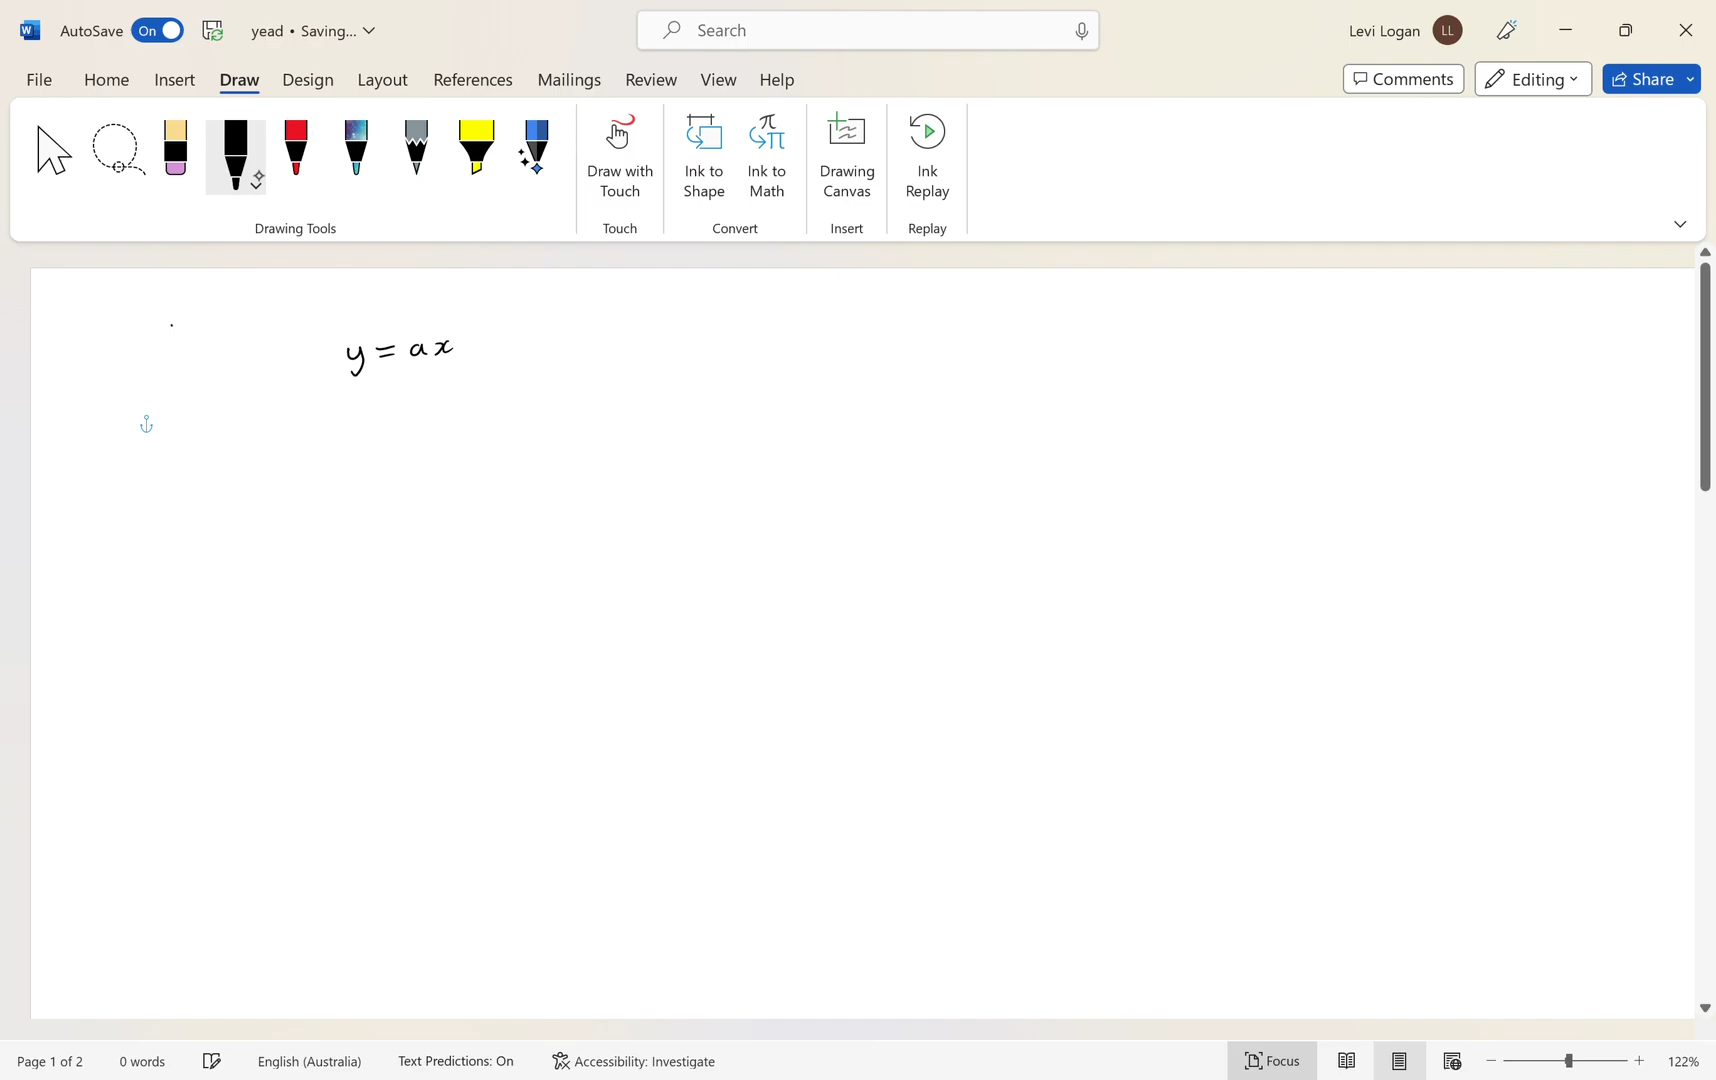 AutoSave On yead • Saving... Search Levi Logan LL
File Home Insert Draw Design Layout References Mailings Review View Help Comments Editing Share
Draw with Touch
Ink to Shape
Ink to Math
Drawing Canvas
Ink Replay
Drawing Tools Touch Convert Insert Replay
y = ax
Page 1 of 2 0 words English (Australia) Text Predictions: On Accessibility: Investigate Focus 122%